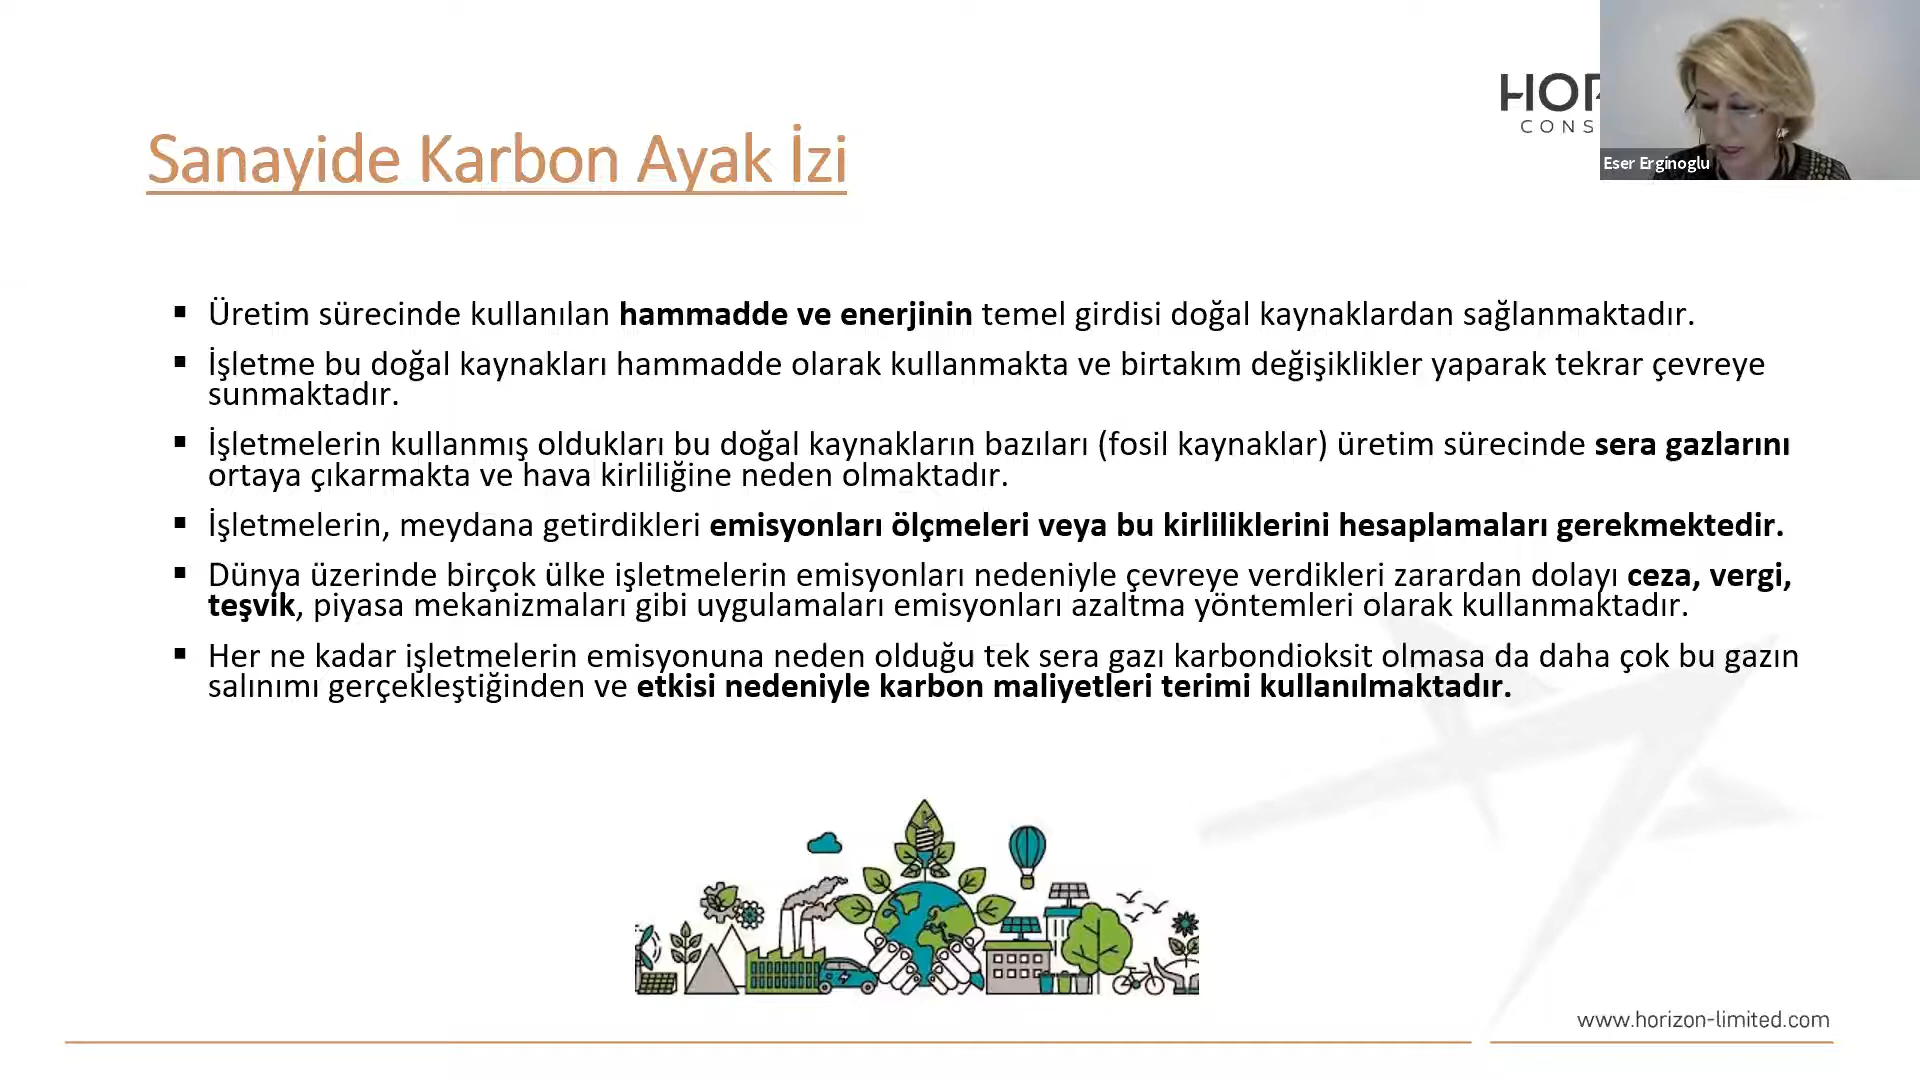 HOR
CONS
Eser Erginoglu
Sanayide Karbon Ayak İzi
▪ Üretim sürecinde kullanılan hammadde ve enerjinin temel girdisi doğal kaynaklardan sağlanmaktadır.
▪ İşletme bu doğal kaynakları hammadde olarak kullanmakta ve birtakım değişiklikler yaparak tekrar çevreye
sunmaktadır.
▪ İşletmelerin kullanmış oldukları bu doğal kaynakların bazıları (fosil kaynaklar) üretim sürecinde sera gazlarını
ortaya çıkarmakta ve hava kirliliğine neden olmaktadır.
▪ İşletmelerin, meydana getirdikleri emisyonları ölçmeleri veya bu kirliliklerini hesaplamaları gerekmektedir.
▪ Dünya üzerinde birçok ülke işletmelerin emisyonları nedeniyle çevreye verdikleri zarardan dolayı ceza, vergi,
teşvik, piyasa mekanizmaları gibi uygulamaları emisyonları azaltma yöntemleri olarak kullanmaktadır.
▪ Her ne kadar işletmelerin emisyonuna neden olduğu tek sera gazı karbondioksit olmasa da daha çok bu gazın
salınımı gerçekleştiğinden ve etkisi nedeniyle karbon maliyetleri terimi kullanılmaktadır.
www.horizon-limited.com